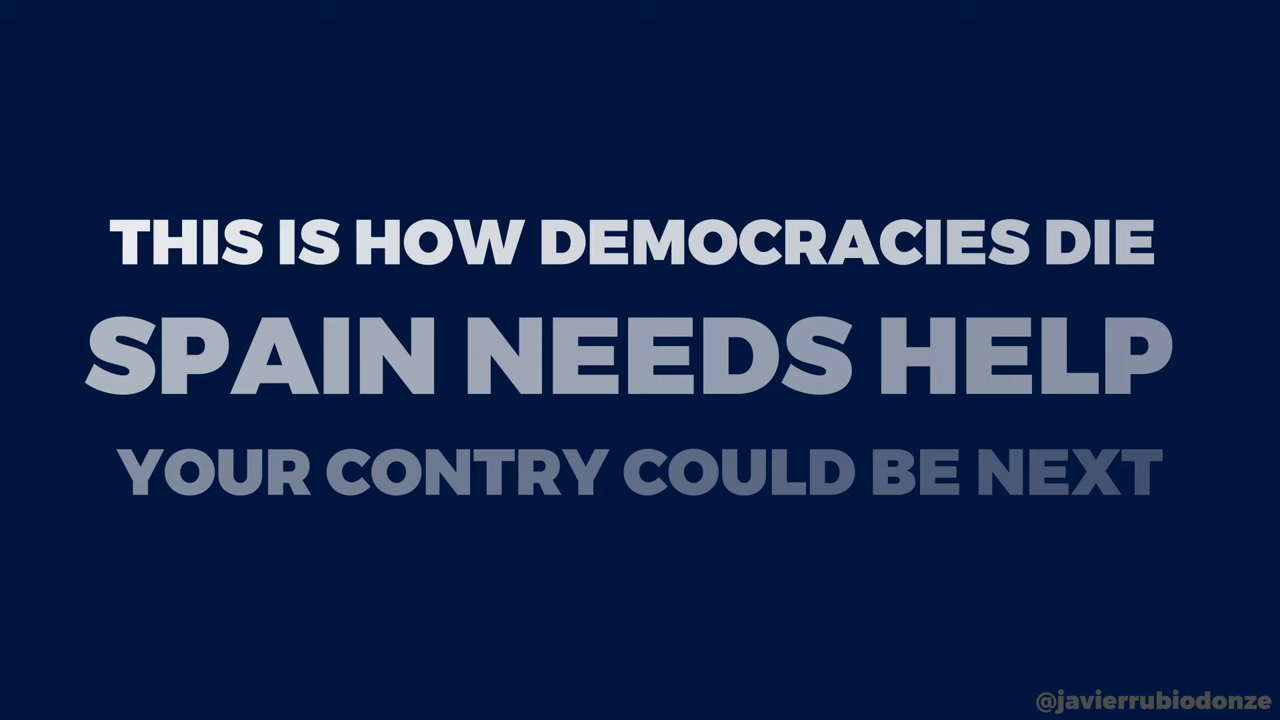 THIS IS HOW DEMOCRACIES DIE
SPAIN NEEDS HELP
YOUR CONTRY COULD BE NEXT
@javierrubiodonze